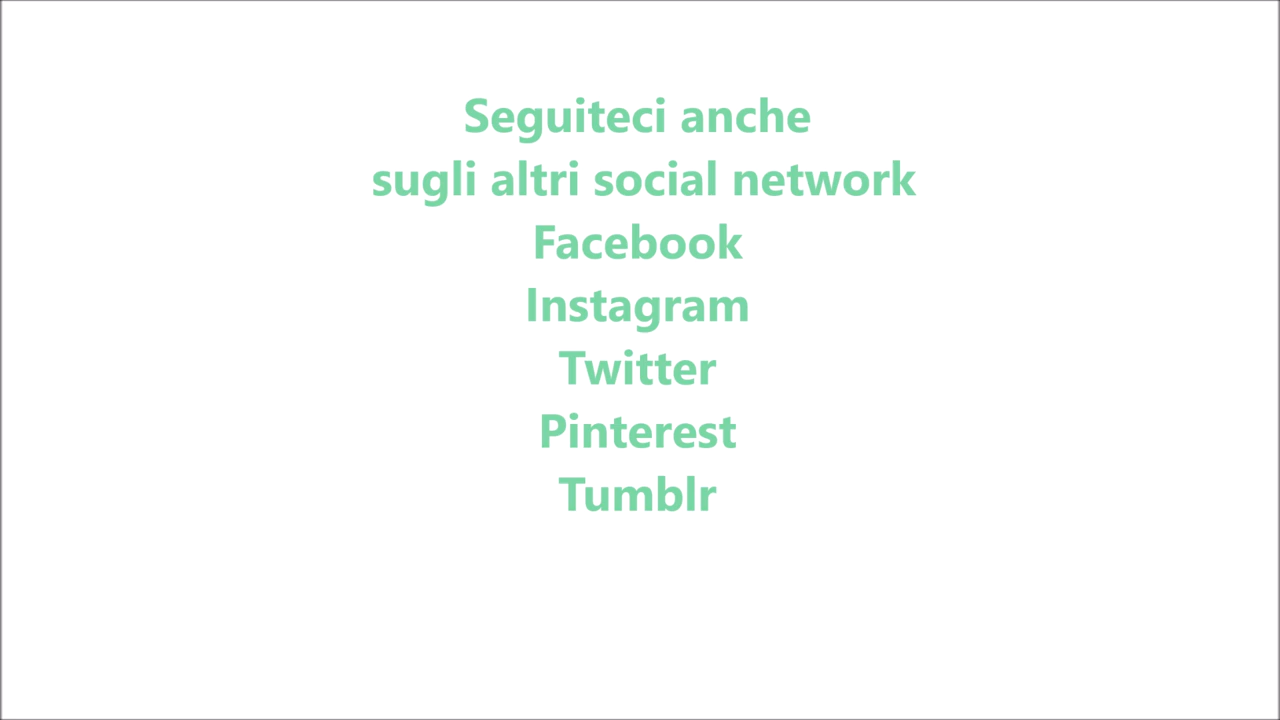 Seguiteci anche
sugli altri social network
Facebook
Instagram
Twitter
Pinterest
Tumblr